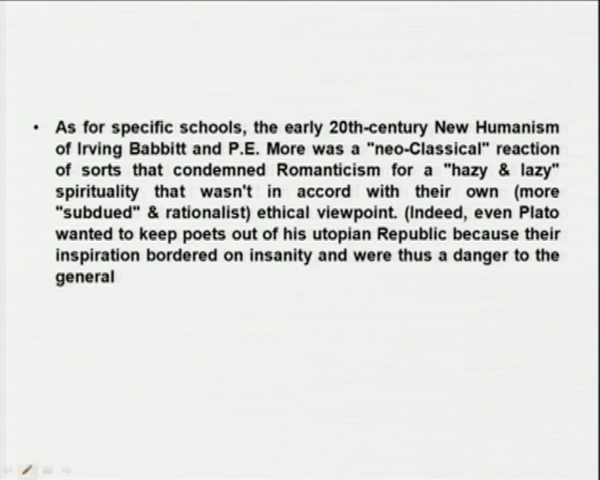 • As for specific schools, the early 20th-century New Humanism
of Irving Babbitt and P.E. More was a "neo-Classical" reaction
of sorts that condemned Romanticism for a "hazy & lazy"
spirituality that wasn't in accord with their own (more
"subdued" & rationalist) ethical viewpoint. (Indeed, even Plato
wanted to keep poets out of his utopian Republic because their
inspiration bordered on insanity and were thus a danger to the
general